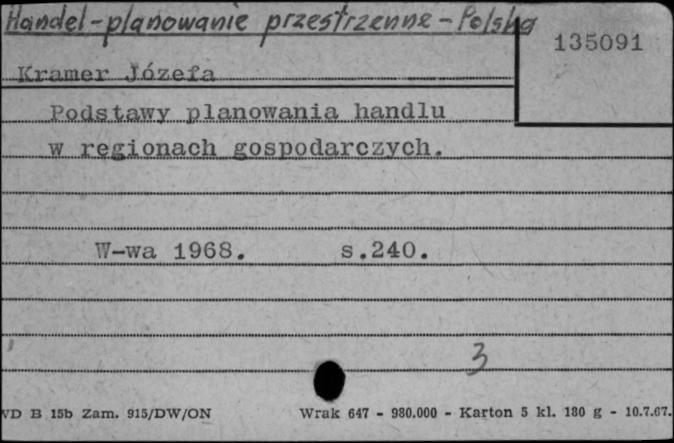 Handel-planowanie przestrzenne-Polska
135091
Kramer Józefa
Podstawy planowania handlu
w regionach gospodarczych.
W-wa 1968. s.240.
3
VD B 15b Zam. 915/DW/ON Wrak 647 - 980.000 - Karton 5 kl. 180 g - 10.7.67.